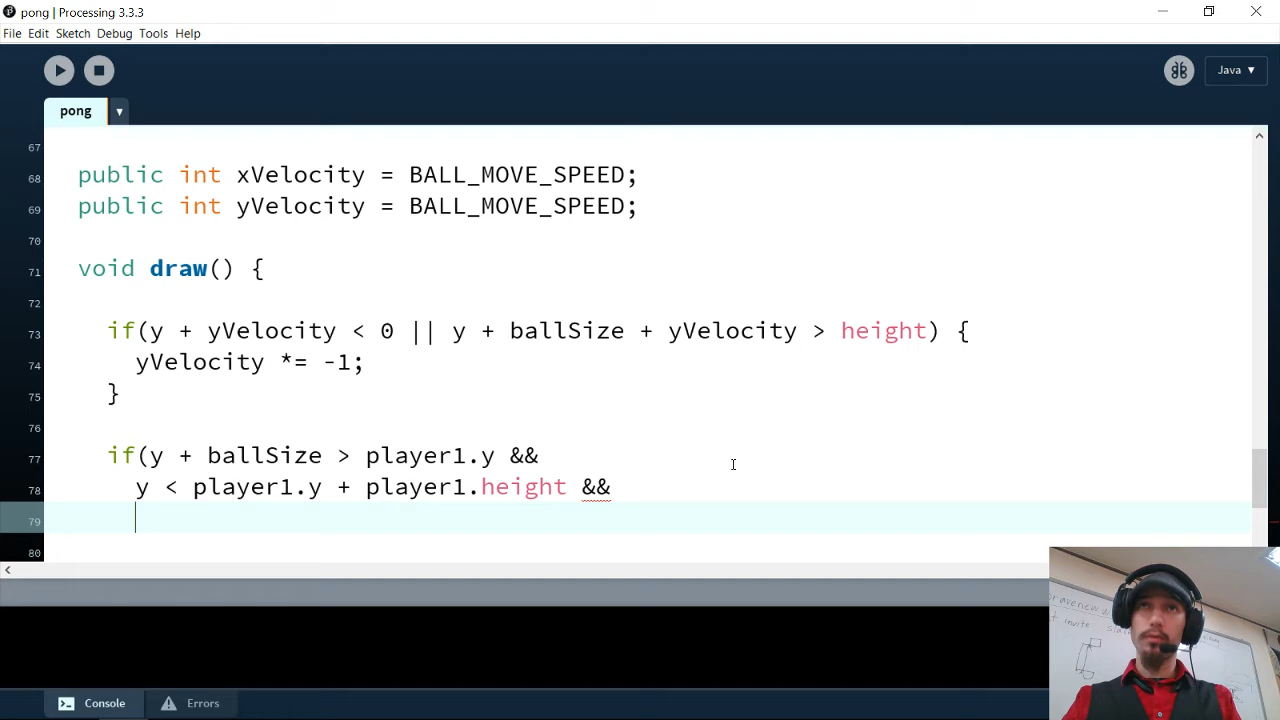 pong | Processing 3.3.3
File Edit Sketch Debug Tools Help
Java ▼
pong ▼
67
68 public int xVelocity = BALL_MOVE_SPEED;
69 public int yVelocity = BALL_MOVE_SPEED;
70
71 void draw() {
72
73 if(y + yVelocity < 0 || y + ballSize + yVelocity > height) {
74 yVelocity *= -1;
75 }
76
77 if(y + ballSize > player1.y &&
78 y < player1.y + player1.height &&
79
80
invite
Console Errors